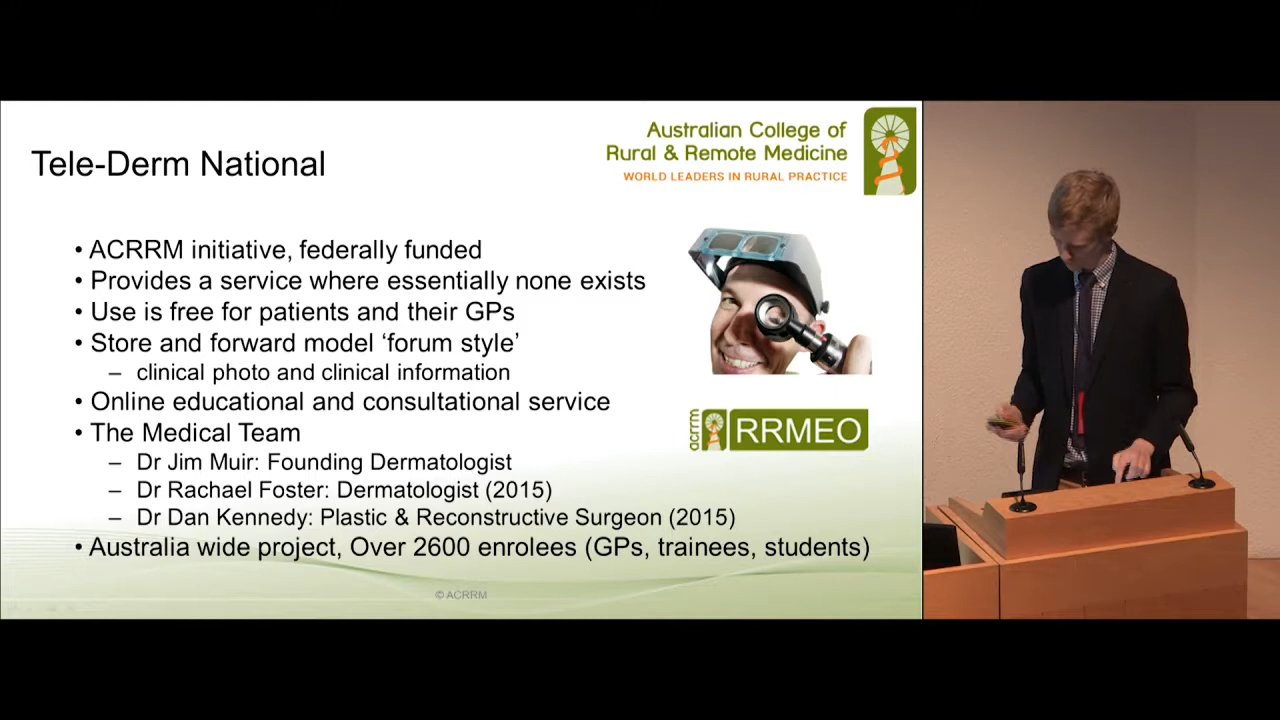 Australian College of
Rural & Remote Medicine
WORLD LEADERS IN RURAL PRACTICE
Tele-Derm National
• ACRRM initiative, federally funded
• Provides a service where essentially none exists
• Use is free for patients and their GPs
• Store and forward model ‘forum style’
– clinical photo and clinical information
• Online educational and consultational service
• The Medical Team
– Dr Jim Muir: Founding Dermatologist
– Dr Rachael Foster: Dermatologist (2015)
– Dr Dan Kennedy: Plastic & Reconstructive Surgeon (2015)
• Australia wide project, Over 2600 enrolees (GPs, trainees, students)
acrrm
RRMEO
© ACRRM